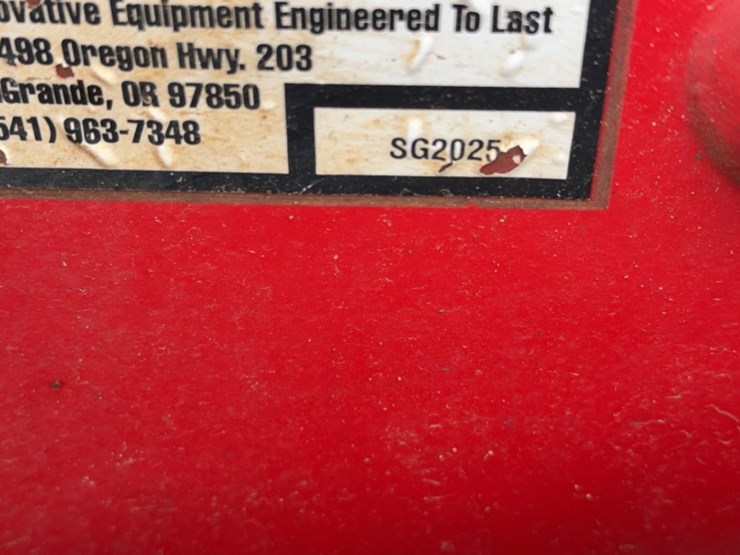 ovative Equipment Engineered To Last
498 Oregon Hwy. 203
Grande, OR 97850
541) 963-7348
SG2025